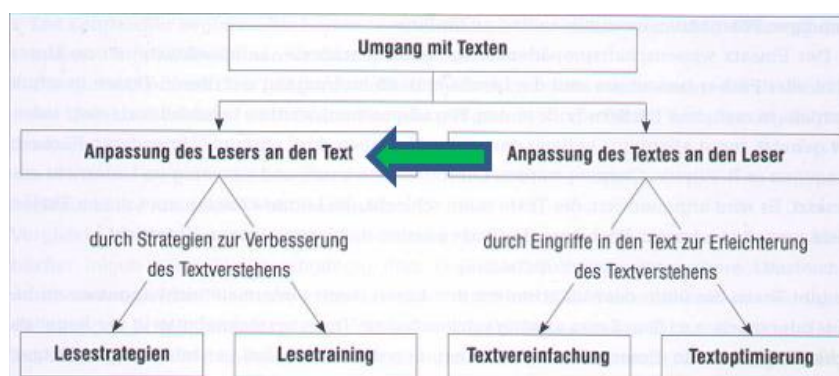 Umgang mit Texten
Anpassung des Lesers an den Text
Anpassung des Textes an den Leser
durch Strategien zur Verbesserung
des Textverstehens
durch Eingriffe in den Text zur Erleichterung
des Textverstehens
Lesestrategien
Lesetraining
Textvereinfachung
Textoptimierung